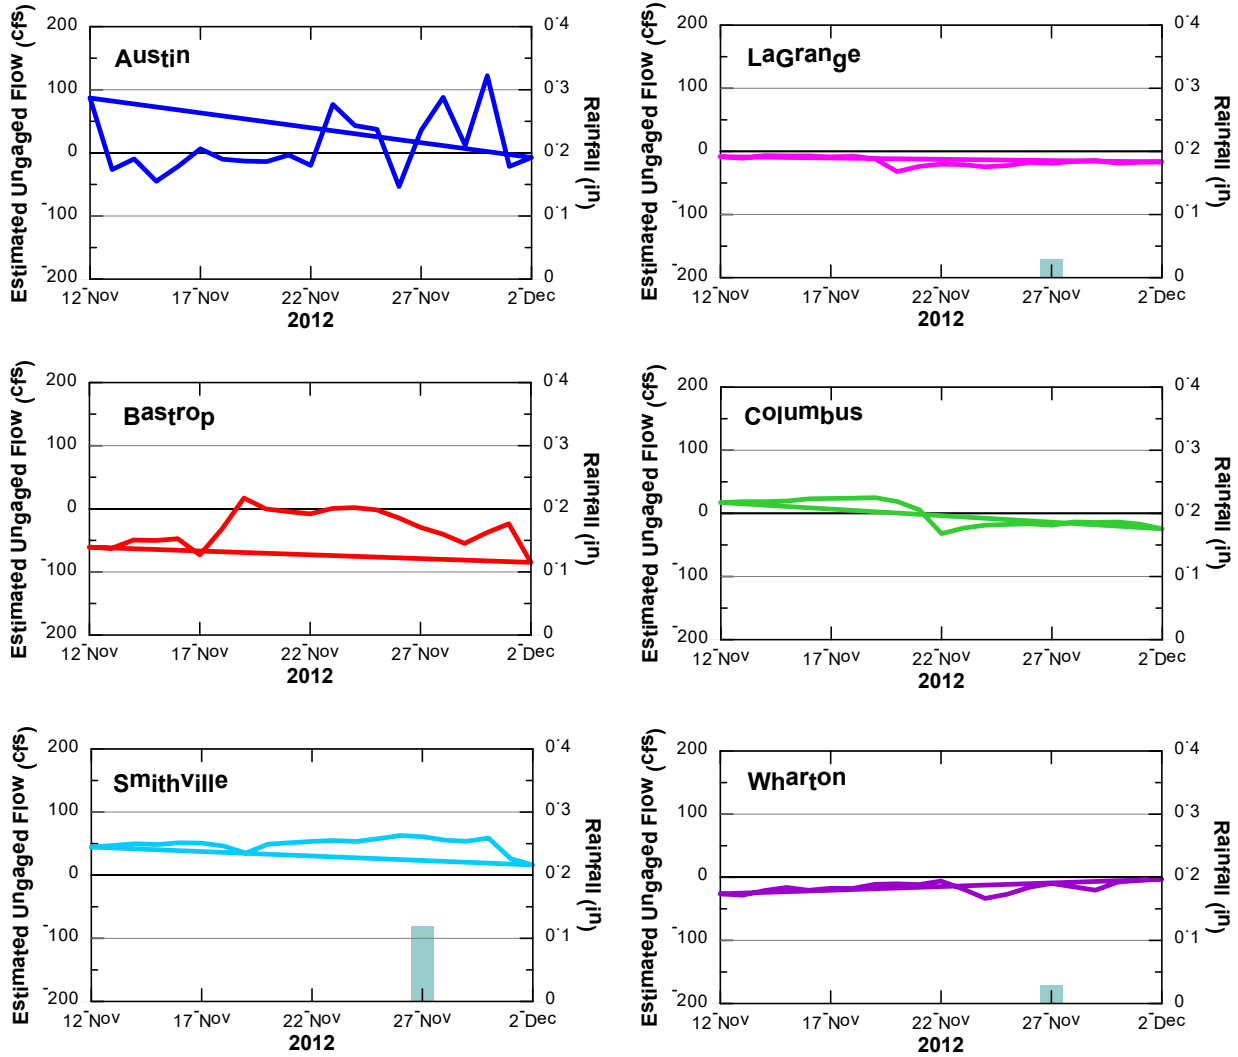 Austin
Estimated Ungaged Flow (cfs)
200
100
0
-100
-200
0.4
0.3
0.2
0.1
0
Rainfall (in)
12-Nov 17-Nov 22-Nov 27-Nov 2-Dec
2012
LaGrange
Estimated Ungaged Flow (cfs)
200
100
0
-100
-200
0.4
0.3
0.2
0.1
0
Rainfall (in)
12-Nov 17-Nov 22-Nov 27-Nov 2-Dec
2012
Bastrop
Estimated Ungaged Flow (cfs)
200
100
0
-100
-200
0.4
0.3
0.2
0.1
0
Rainfall (in)
12-Nov 17-Nov 22-Nov 27-Nov 2-Dec
2012
Columbus
Estimated Ungaged Flow (cfs)
200
100
0
-100
-200
0.4
0.3
0.2
0.1
0
Rainfall (in)
12-Nov 17-Nov 22-Nov 27-Nov 2-Dec
2012
Smithville
Estimated Ungaged Flow (cfs)
200
100
0
-100
-200
0.4
0.3
0.2
0.1
0
Rainfall (in)
12-Nov 17-Nov 22-Nov 27-Nov 2-Dec
2012
Wharton
Estimated Ungaged Flow (cfs)
200
100
0
-100
-200
0.4
0.3
0.2
0.1
0
Rainfall (in)
12-Nov 17-Nov 22-Nov 27-Nov 2-Dec
2012